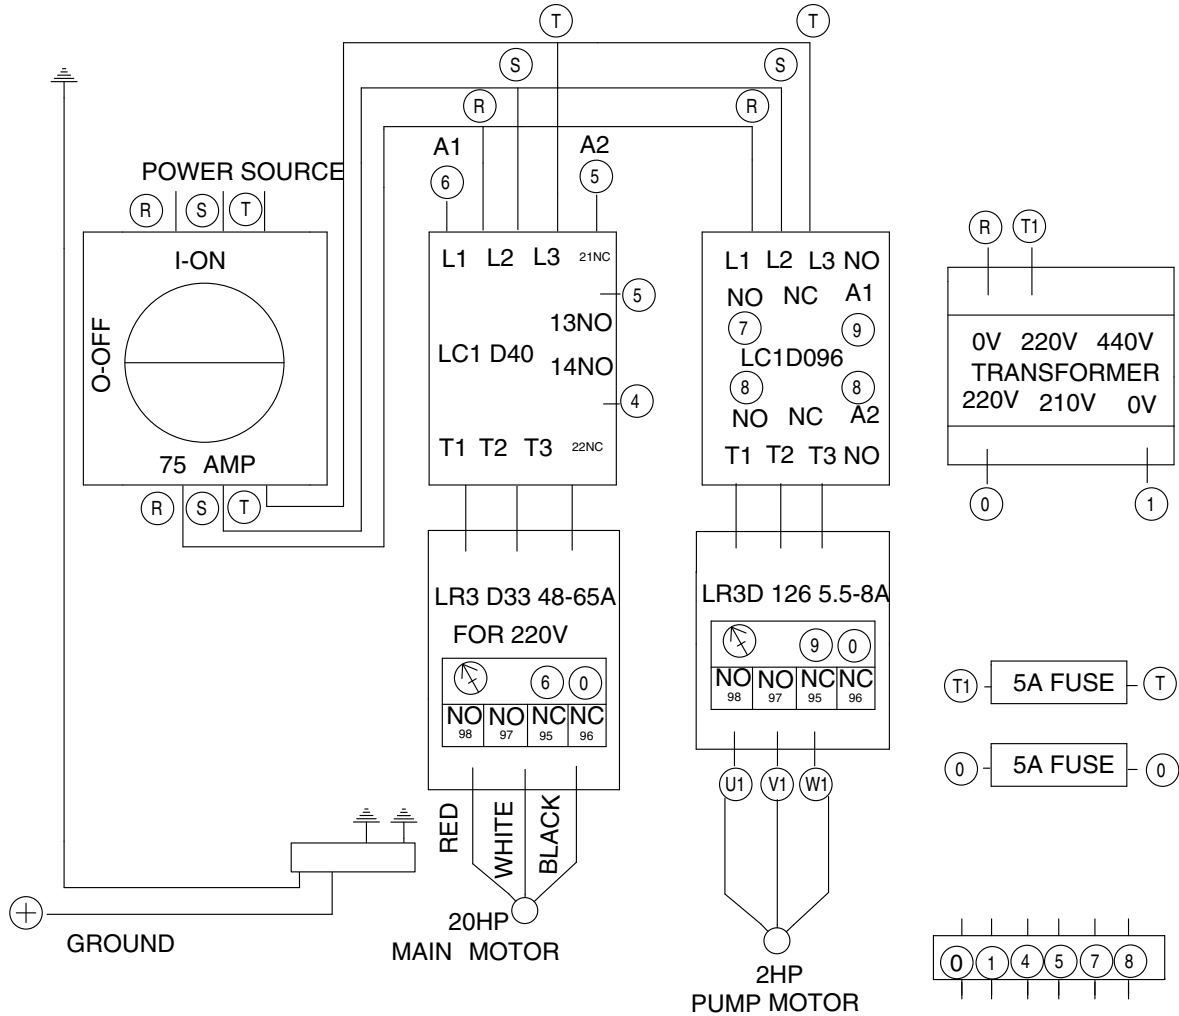 T T
S S
R R
A1 A2
6 5
POWER SOURCE
R S T
I-ON
O-OFF
75 AMP
R S T
L1 L2 L3 21NC
5
13NO
LC1 D40
14NO
4
T1 T2 T3 22NC
L1 L2 L3 NO
NO NC A1
7 9
LC1D096
8 8
NO NC A2
T1 T2 T3 NO
R T1
0V 220V 440V
TRANSFORMER
220V 210V 0V
0 1
LR3 D33 48-65A
FOR 220V
6 0
NO NO NC NC
98 97 95 96
RED
WHITE
BLACK
20HP
MAIN MOTOR
LR3D 126 5.5-8A
9 0
NO NO NC NC
98 97 95 96
U1 V1 W1
2HP
PUMP MOTOR
T1 5A FUSE T
0 5A FUSE 0
GROUND
0 1 4 5 7 8